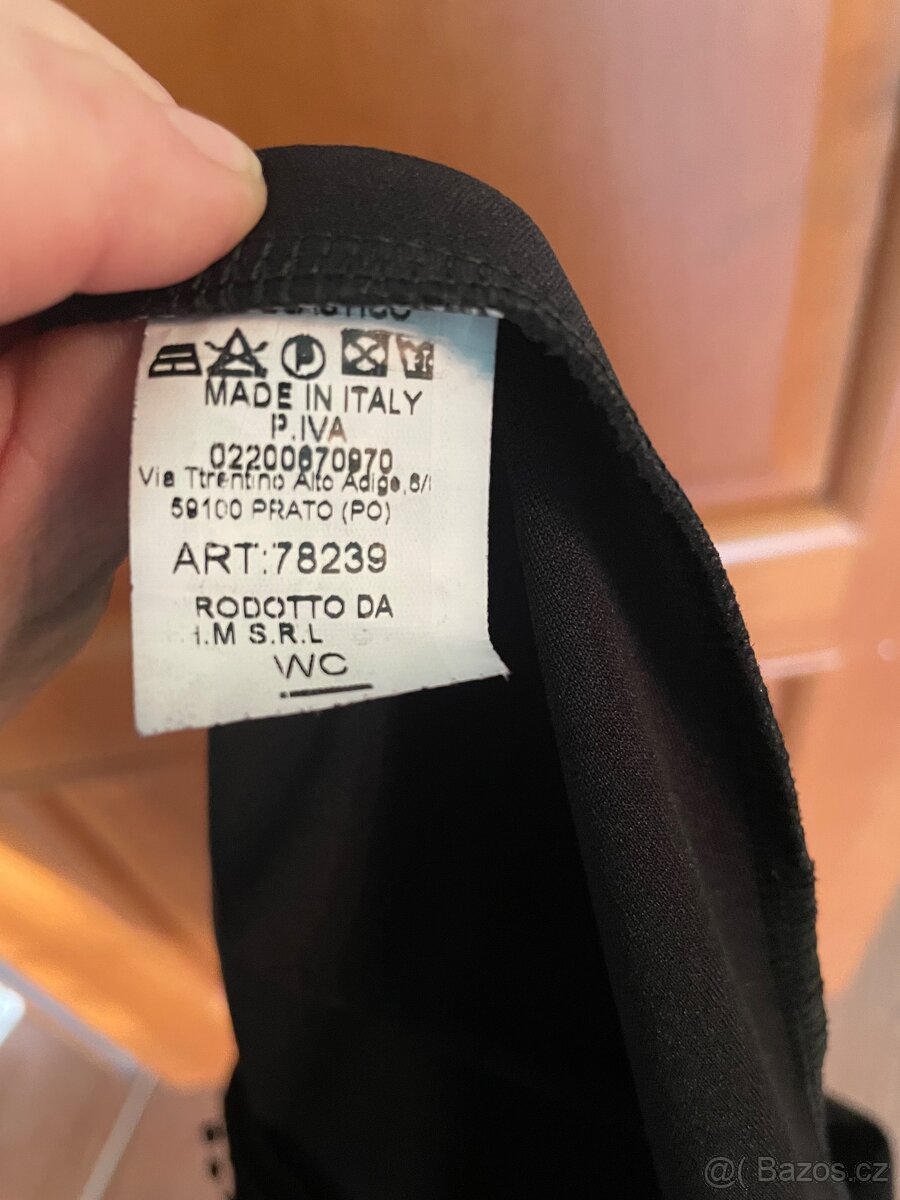 MADE IN ITALY
P.IVA
02200670970
Via Ttrentino Alto Adige,8/
59100 PRATO (PO)
ART:78239
RODOTTO DA
I.M S.R.L
WC
@( Bazos.cz